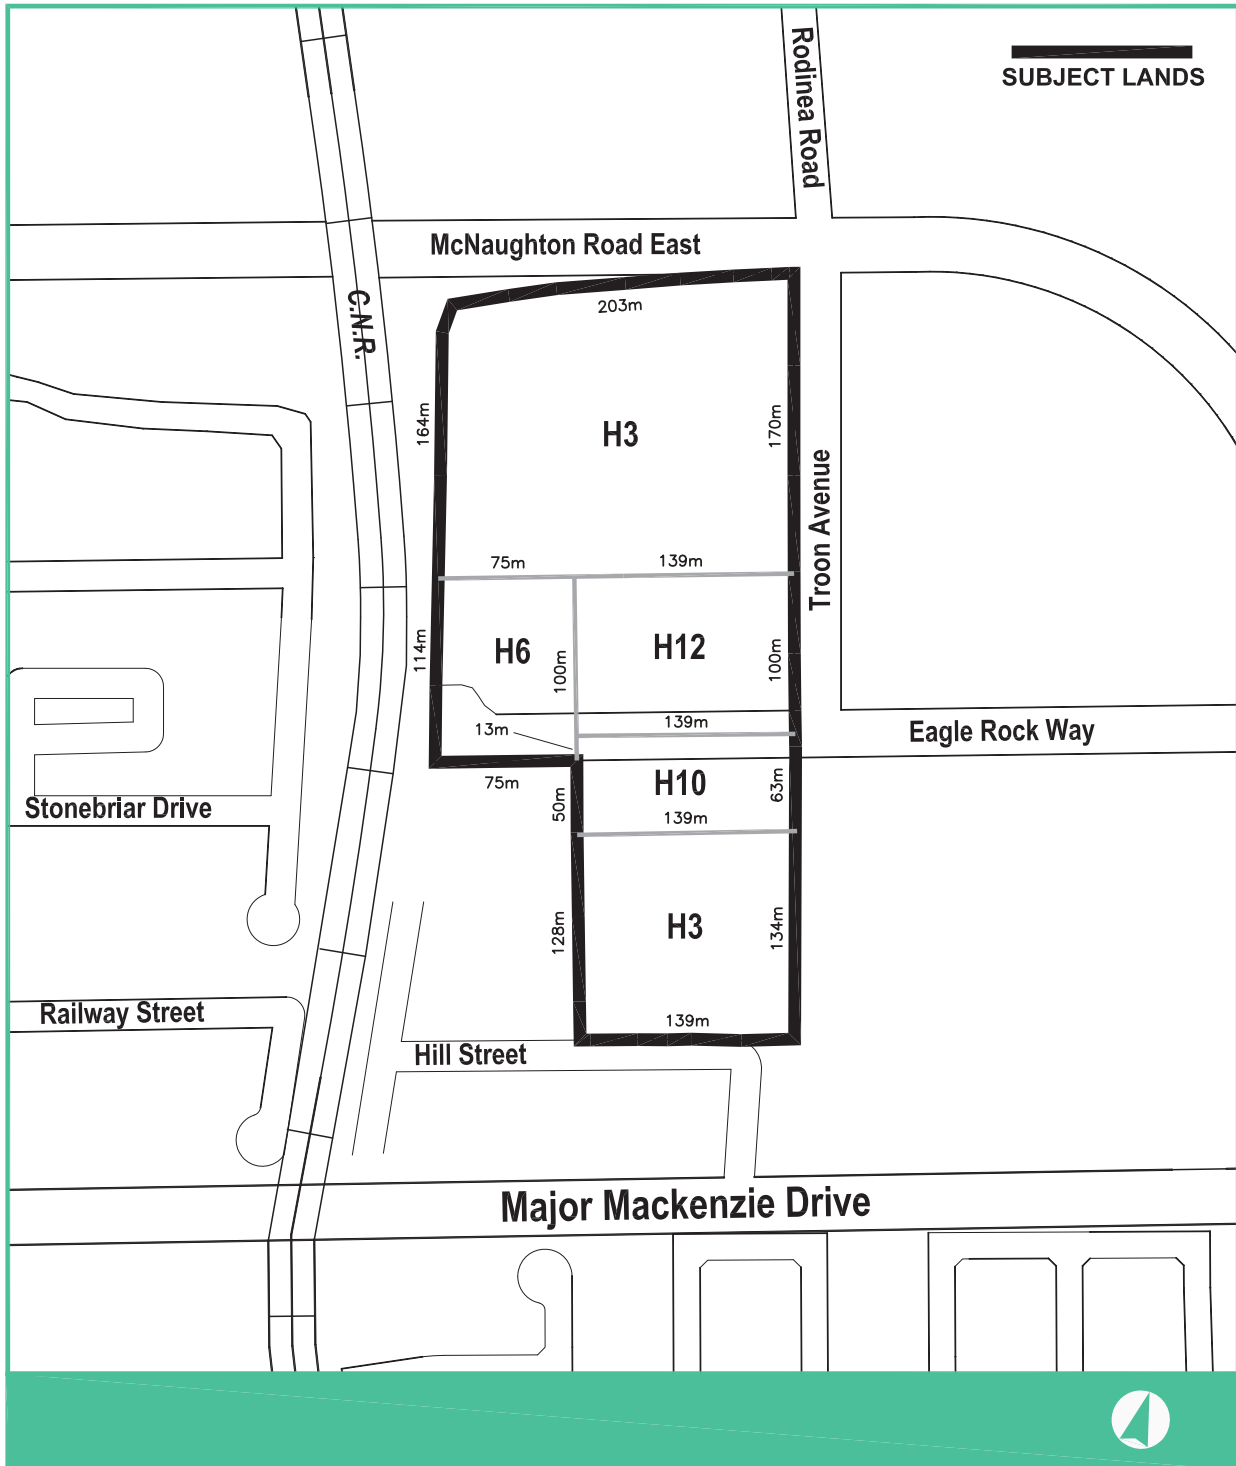 Rodinea Road
SUBJECT LANDS
McNaughton Road East
C.N.R.
203m
164m
H3
170m
Troon Avenue
75m
139m
114m
H6
100m
H12
100m
13m
139m
Eagle Rock Way
75m
50m
H10
63m
139m
Stonebriar Drive
128m
H3
134m
Railway Street
139m
Hill Street
Major Mackenzie Drive